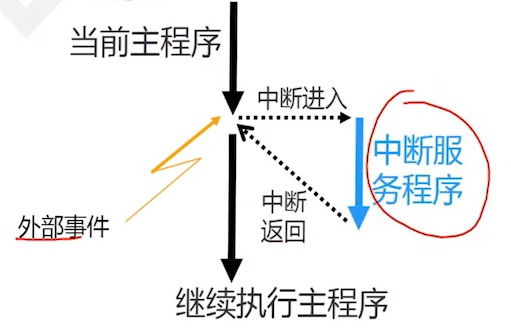 当前主程序
中断进入
中断服
务程序
中断
返回
外部事件
继续执行主程序